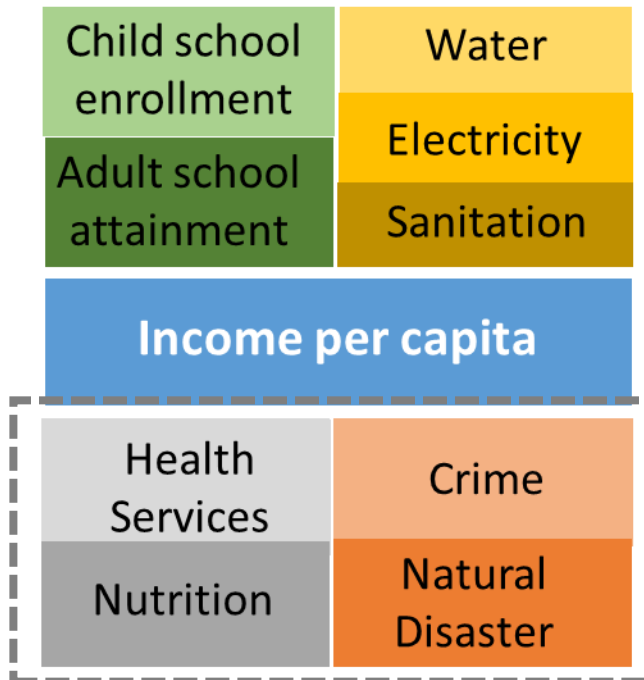 Child school
enrollment
Adult school
attainment
Water
Electricity
Sanitation
Income per capita
Health
Services
Nutrition
Crime
Natural
Disaster